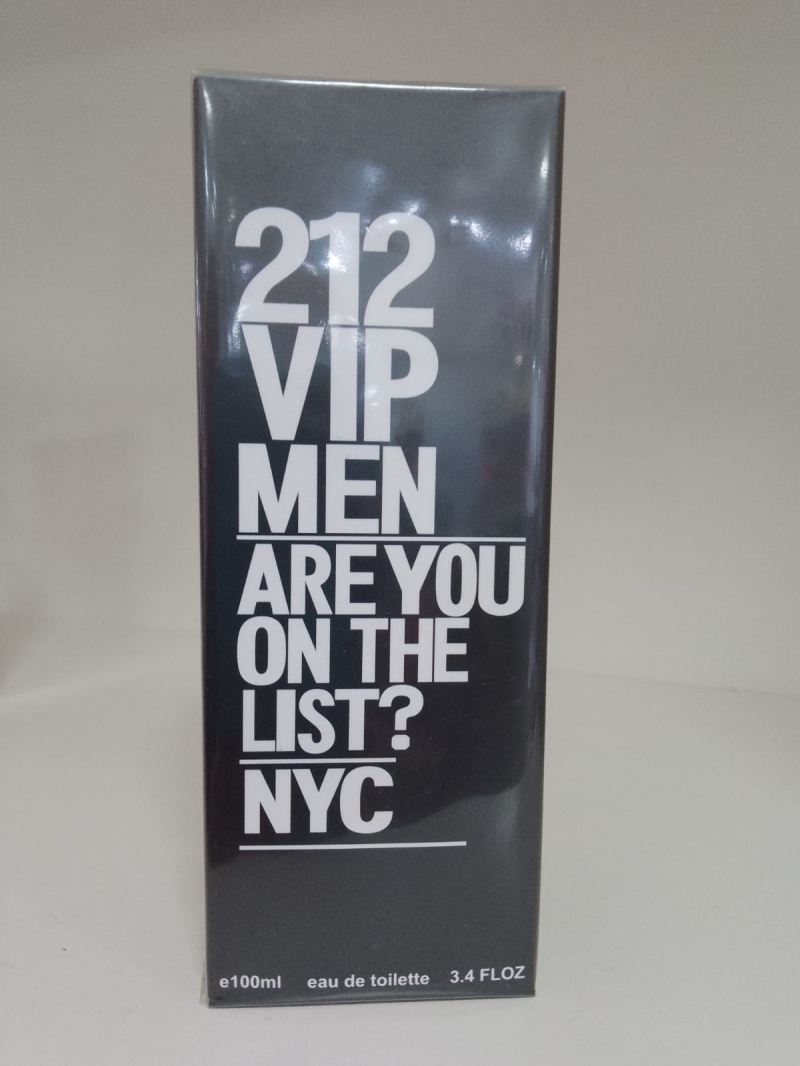 212
VIP
MEN
ARE YOU
ON THE
LIST?
NYC
e100ml eau de toilette 3.4 FLOZ